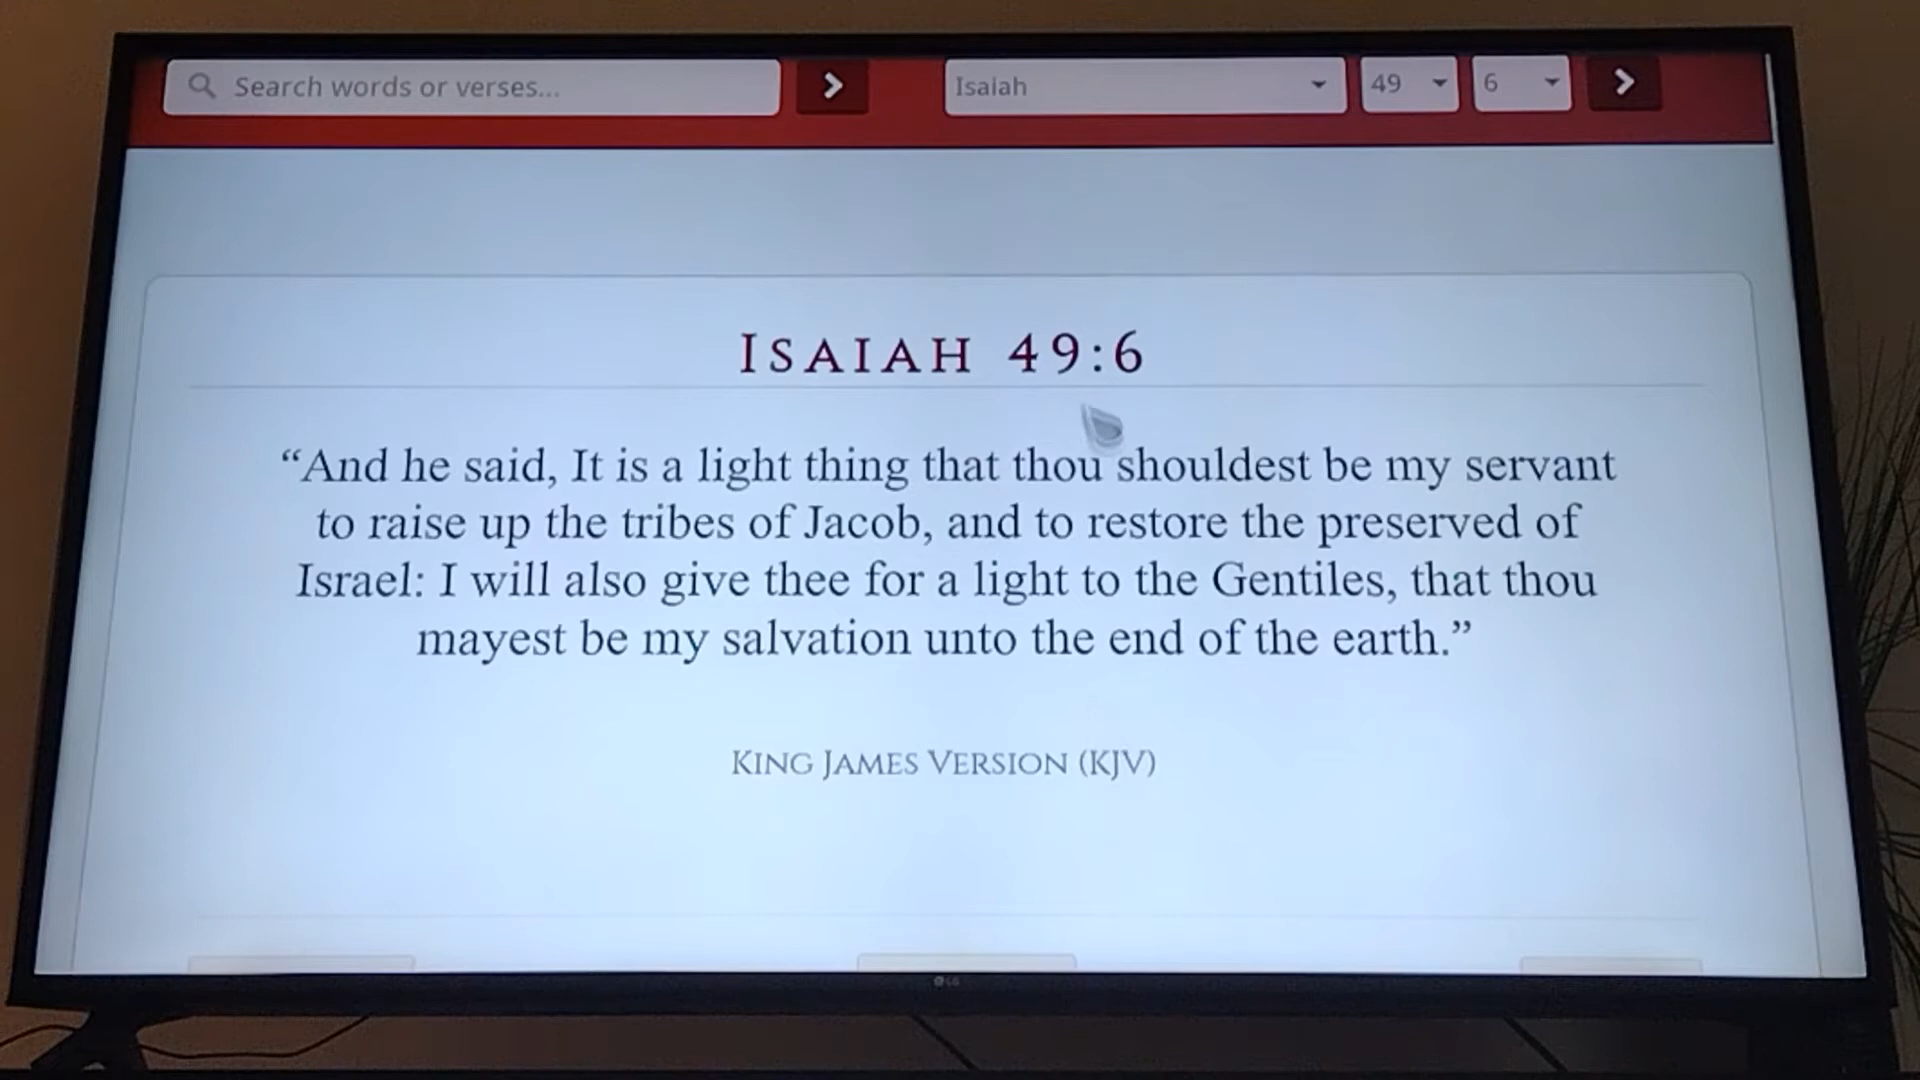 Search words or verses...
Isaiah
49
6
ISAIAH 49:6
“And he said, It is a light thing that thou shouldest be my servant
to raise up the tribes of Jacob, and to restore the preserved of
Israel: I will also give thee for a light to the Gentiles, that thou
mayest be my salvation unto the end of the earth.”
KING JAMES VERSION (KJV)
LG